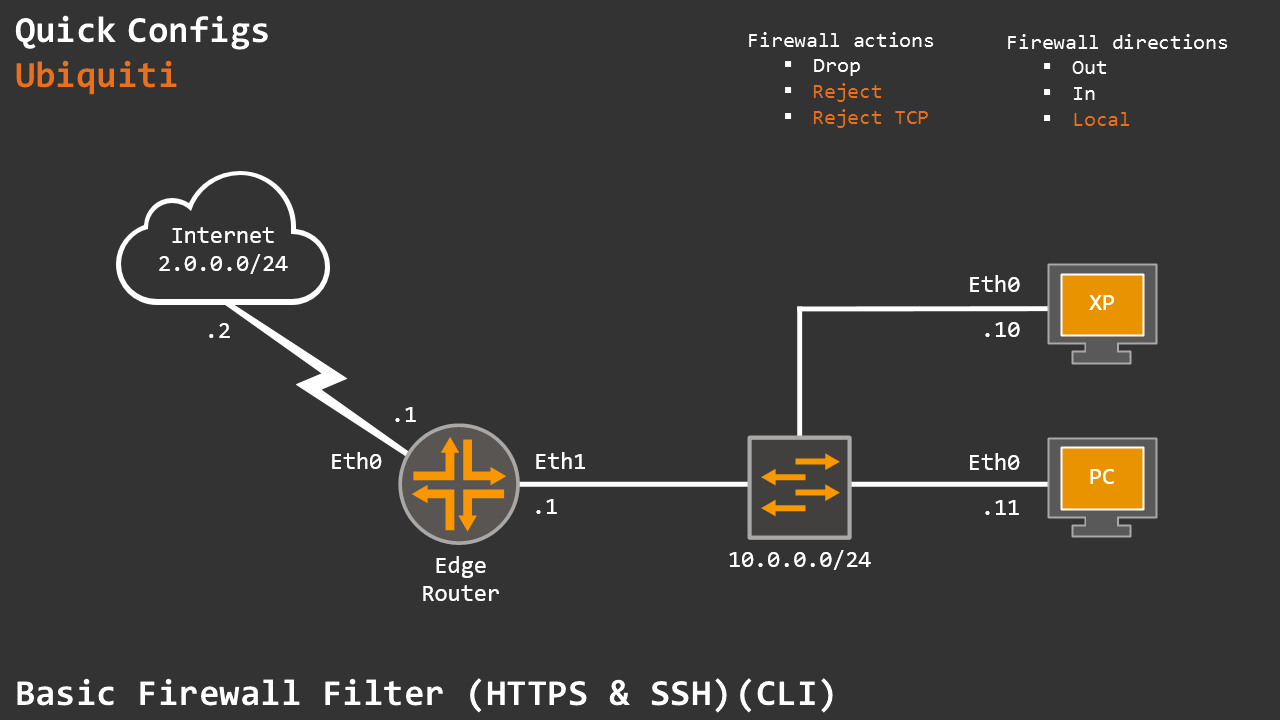 Quick Configs
Ubiquiti
Firewall actions
▪ Drop
▪ Reject
▪ Reject TCP
Firewall directions
▪ Out
▪ In
▪ Local
Internet
2.0.0.0/24
.2
.1
Eth0
Edge
Router
Eth1
.1
10.0.0.0/24
Eth0
.10
XP
Eth0
.11
PC
Basic Firewall Filter (HTTPS & SSH)(CLI)